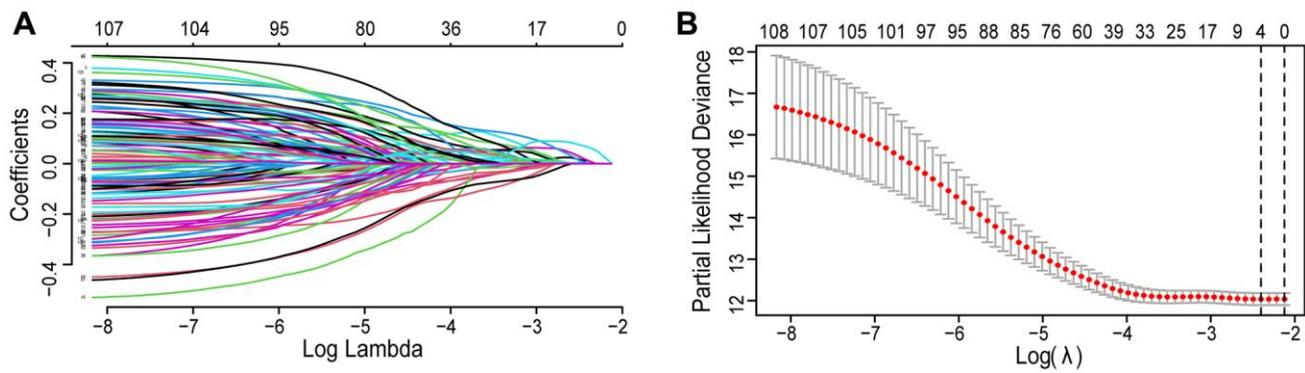 A
107 104 95 80 36 17 0
Coefficients
0.4
0.2
0.0
−0.2
−0.4
−8 −7 −6 −5 −4 −3 −2
Log Lambda
B
108 107 105 101 97 95 88 85 76 60 39 33 25 17 9 4 0
Partial Likelihood Deviance
18
17
16
15
14
13
12
−8 −7 −6 −5 −4 −3 −2
Log(λ)